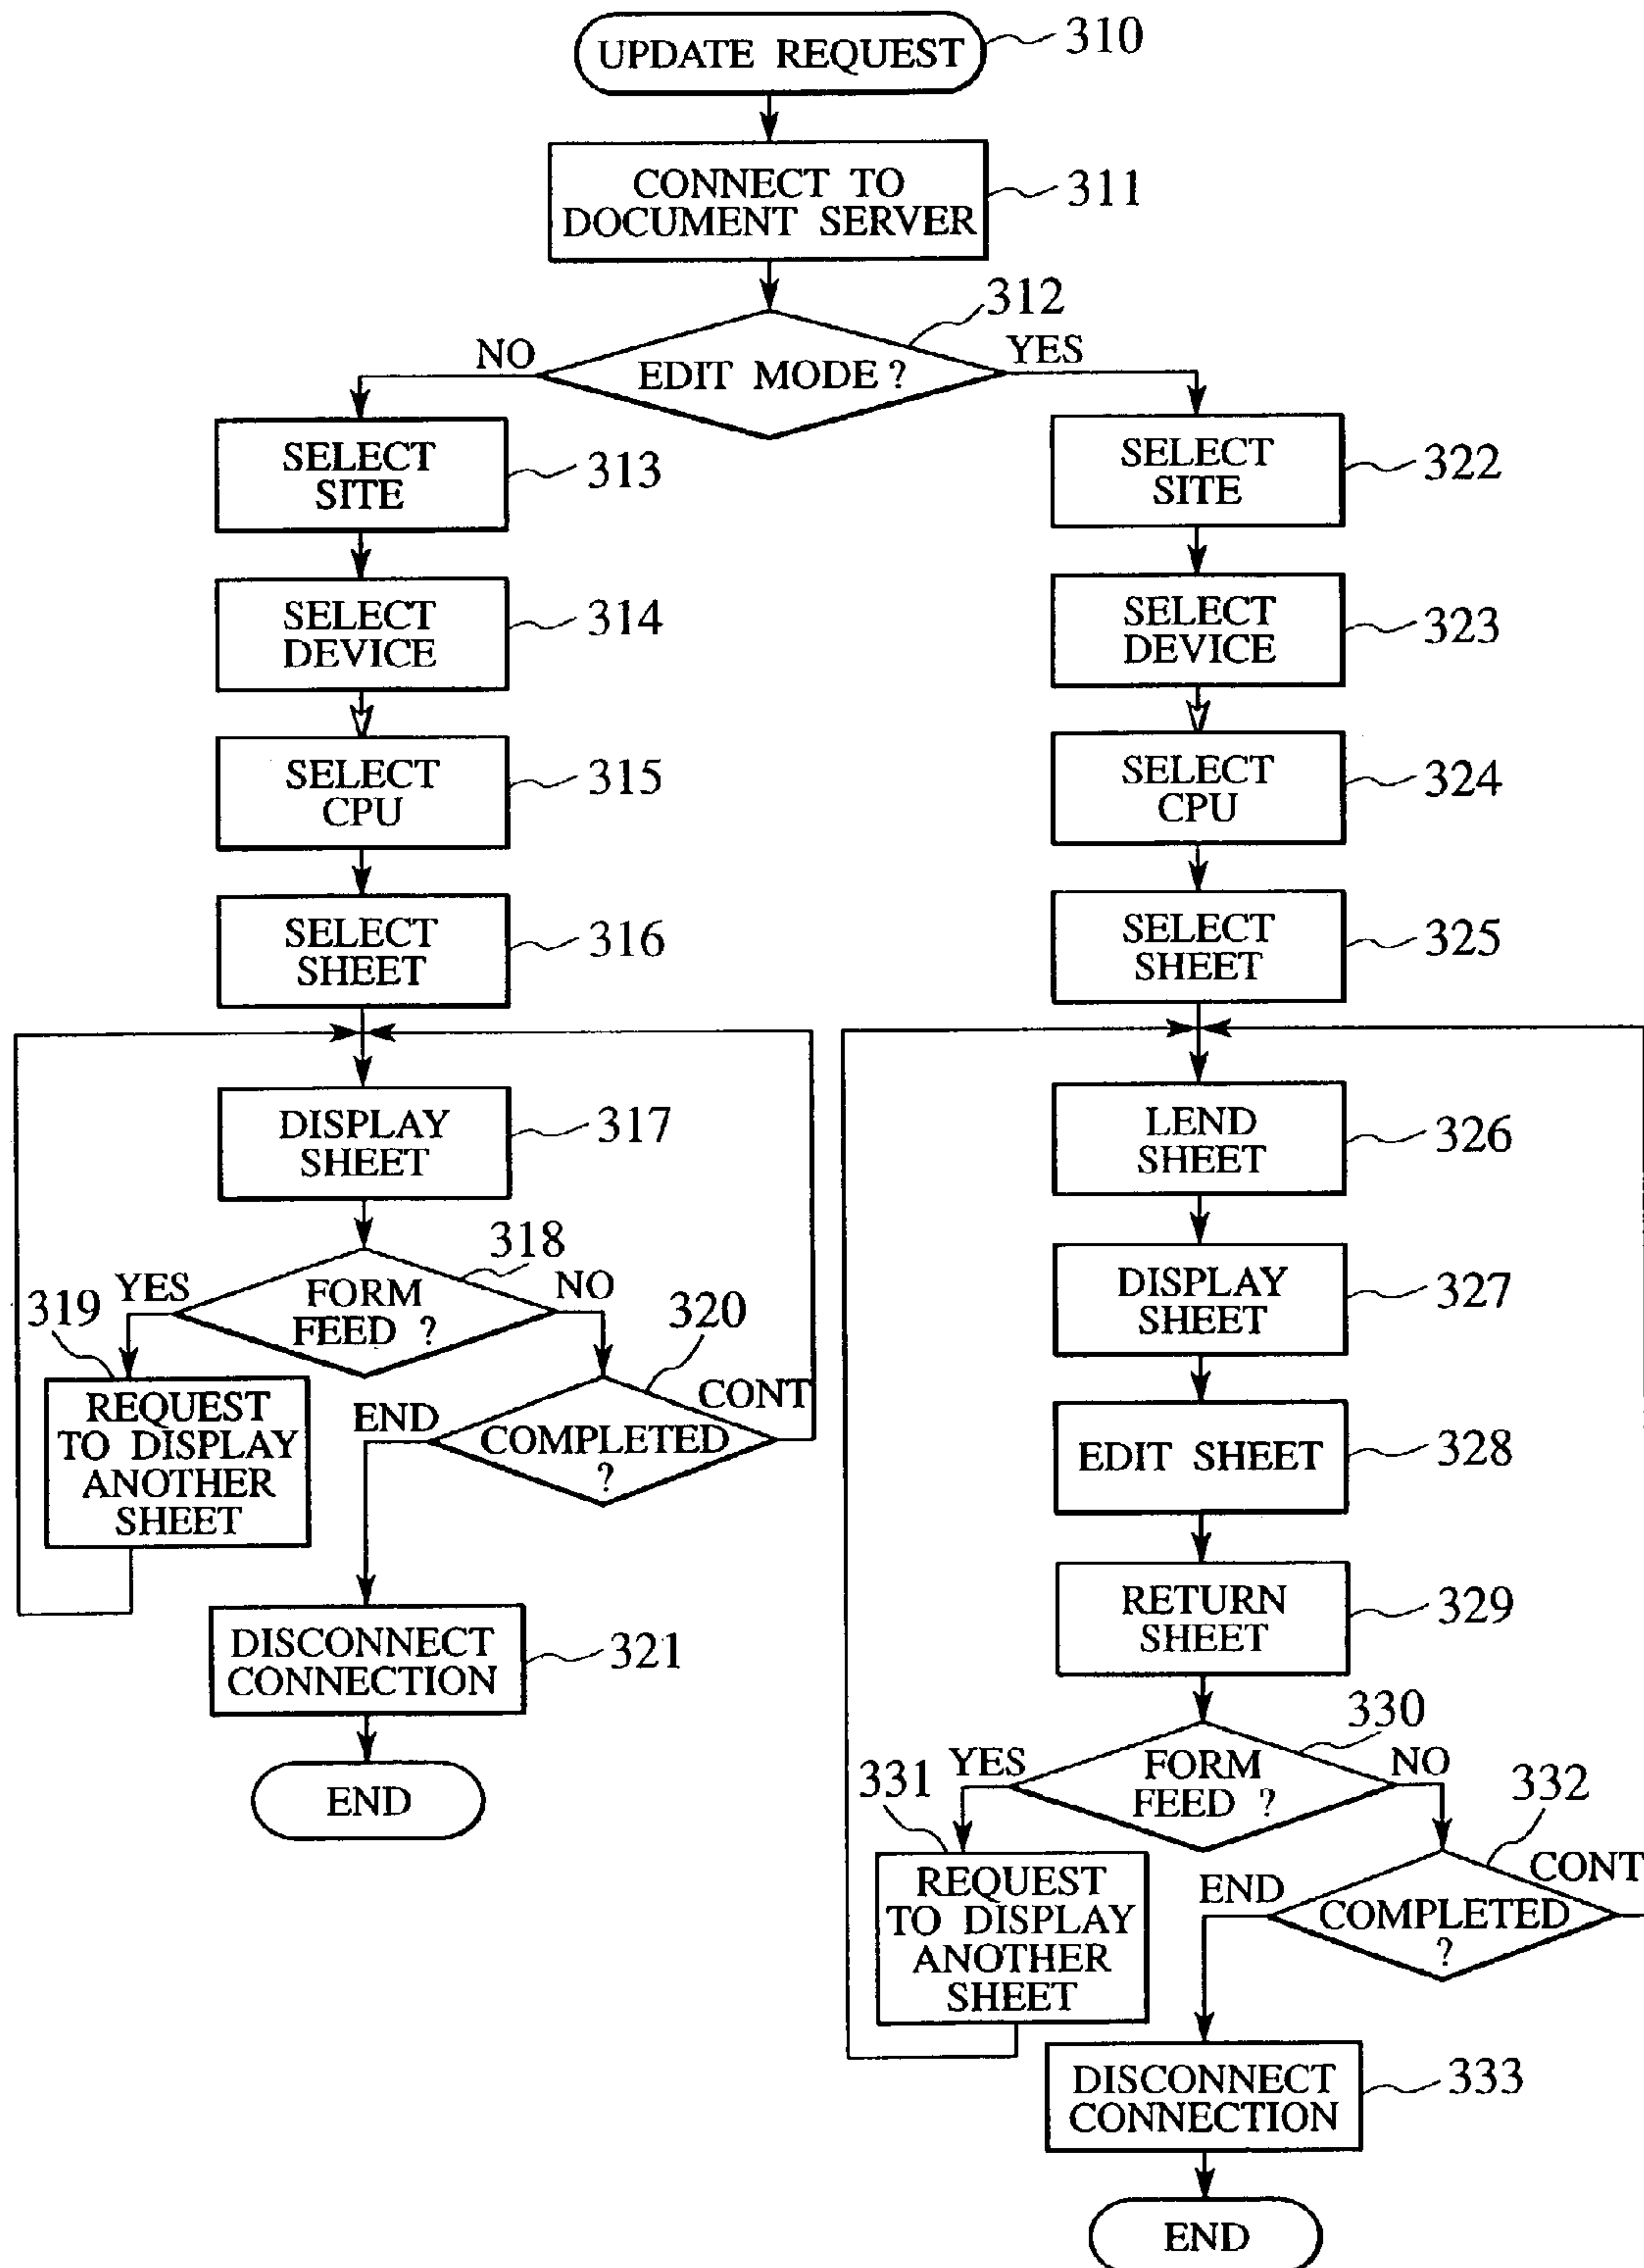 UPDATE REQUEST
310
CONNECT TO
DOCUMENT SERVER
311
312
NO
EDIT MODE ?
YES
SELECT
SITE
313
SELECT
DEVICE
314
SELECT
CPU
315
SELECT
SHEET
316
DISPLAY
SHEET
317
318
YES
FORM
FEED ?
NO
319
320
REQUEST
TO DISPLAY
ANOTHER
SHEET
END
COMPLETED
?
CONT
DISCONNECT
CONNECTION
321
END
SELECT
SITE
322
SELECT
DEVICE
323
SELECT
CPU
324
SELECT
SHEET
325
LEND
SHEET
326
DISPLAY
SHEET
327
EDIT SHEET
328
RETURN
SHEET
329
330
YES
FORM
FEED ?
NO
331
332
REQUEST
TO DISPLAY
ANOTHER
SHEET
END
COMPLETED
?
CONT
DISCONNECT
CONNECTION
333
END